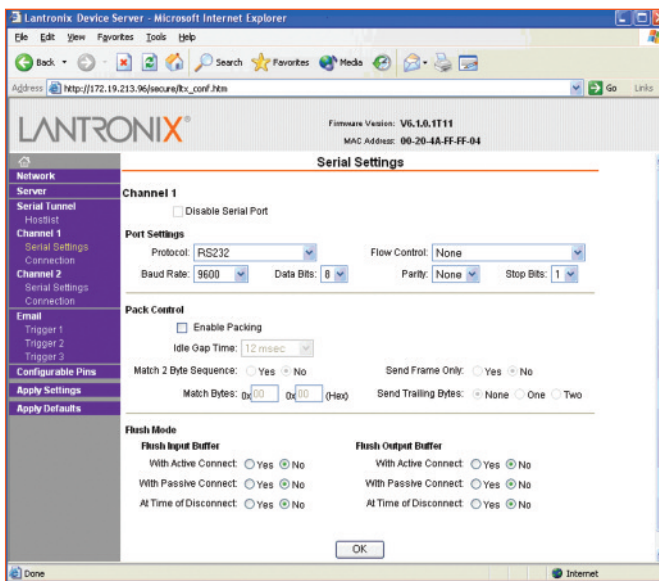 Lantronix Device Server - Microsoft Internet Explorer
File Edit View Favorites Tools Help
Back Search Favorites Media
Address http://172.19.213.96/secure/ltx_conf.htm Go Links
LANTRONIX®
Firmware Version: V6.1.0.1T11
MAC Address: 00-20-4A-FF-FF-04
Network
Server
Serial Tunnel
Hostlist
Channel 1
Serial Settings
Connection
Channel 2
Serial Settings
Connection
Email
Trigger 1
Trigger 2
Trigger 3
Configurable Pins
Apply Settings
Apply Defaults
Serial Settings
Channel 1
Disable Serial Port
Port Settings
Protocol: RS232 Flow Control: None
Baud Rate: 9600 Data Bits: 8 Parity: None Stop Bits: 1
Pack Control
Enable Packing
Idle Gap Time: 12 msec
Match 2 Byte Sequence: Yes No Send Frame Only: Yes No
Match Bytes: 0x 00 0x 00 (Hex) Send Trailing Bytes: None One Two
Flush Mode
Flush Input Buffer Flush Output Buffer
With Active Connect: Yes No With Active Connect: Yes No
With Passive Connect: Yes No With Passive Connect: Yes No
At Time of Disconnect: Yes No At Time of Disconnect: Yes No
OK
Done Internet